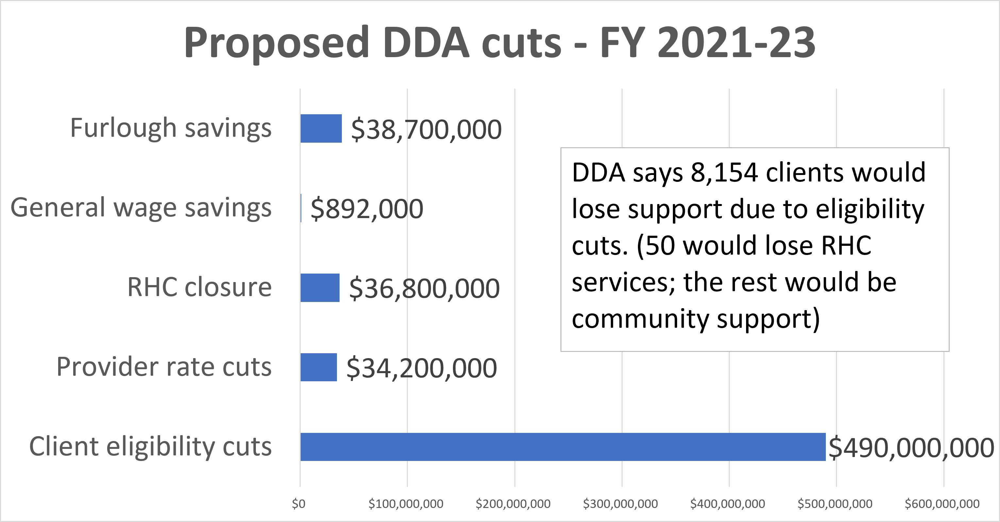 Proposed DDA cuts - FY 2021-23
Furlough savings $38,700,000
General wage savings $892,000
RHC closure $36,800,000
Provider rate cuts $34,200,000
Client eligibility cuts $490,000,000
DDA says 8,154 clients would
lose support due to eligibility
cuts. (50 would lose RHC
services; the rest would be
community support)
$0 $100,000,000 $200,000,000 $300,000,000 $400,000,000 $500,000,000 $600,000,000